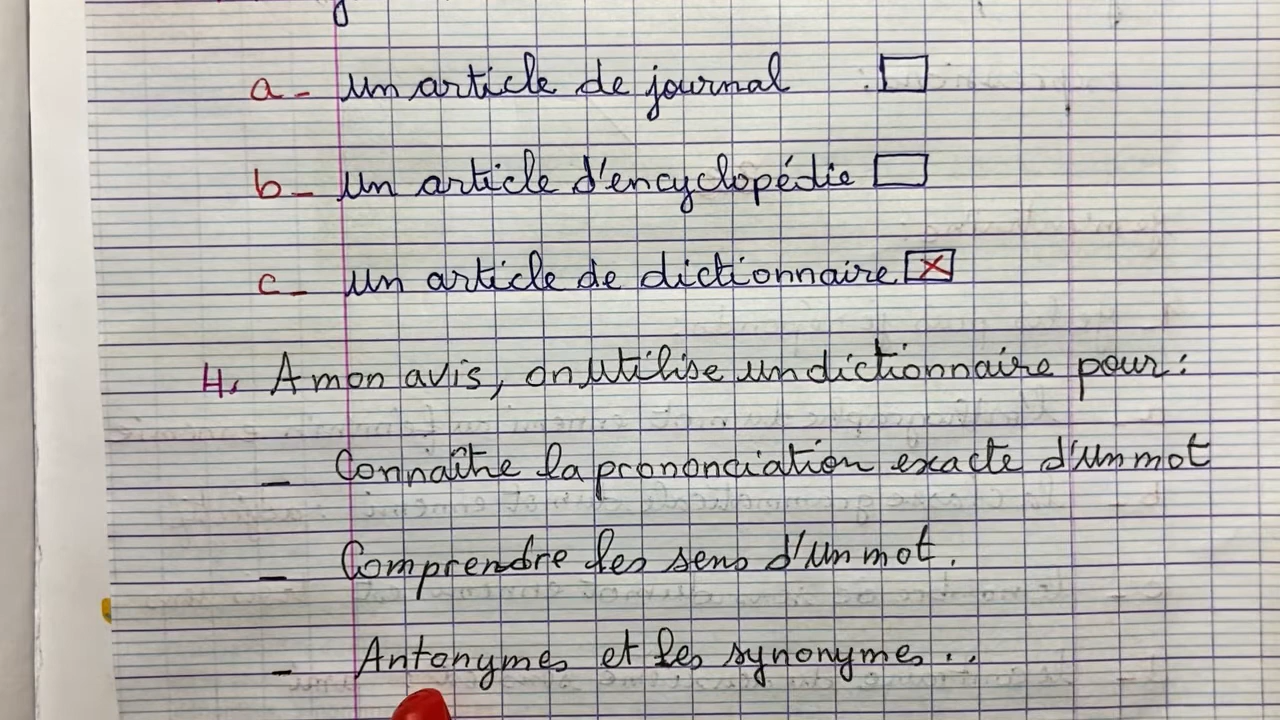 a- un article de journal
b- un article d'encyclopédie
c- un article de dictionnaire
4. A mon avis, on utilise un dictionnaire pour :
- Connaître la prononciation exacte d'un mot
- Comprendre les sens d'un mot.
- Antonymes et les synonymes..